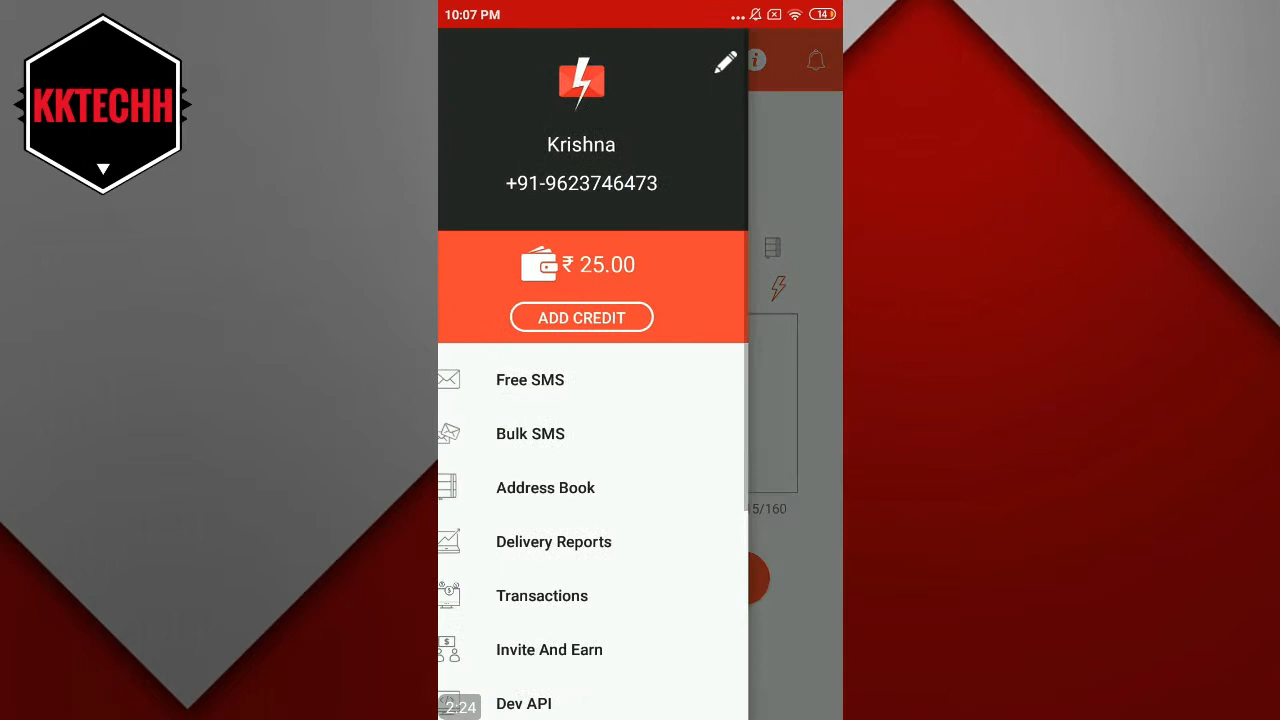 KKTECHH
10:07 PM
14
Krishna
+91-9623746473
₹ 25.00
ADD CREDIT
Free SMS
Bulk SMS
Address Book
Delivery Reports
5/160
Transactions
Invite And Earn
Dev API
2:24